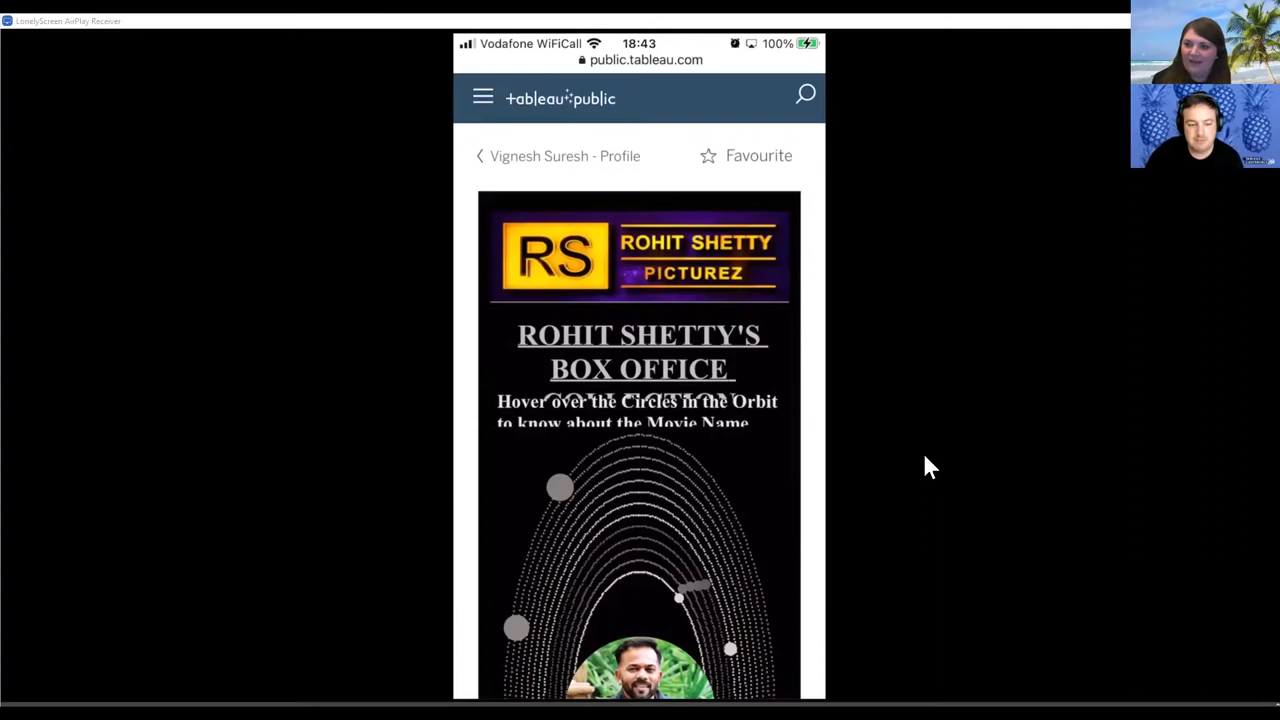 LonelyScreen AirPlay Receiver
Vodafone WiFiCall 18:43 100%
public.tableau.com
+ableau public
Vignesh Suresh - Profile Favourite
RS ROHIT SHETTY
PICTUREZ
ROHIT SHETTY'S
BOX OFFICE
Hover over the Circles in the Orbit
to know about the Movie Name